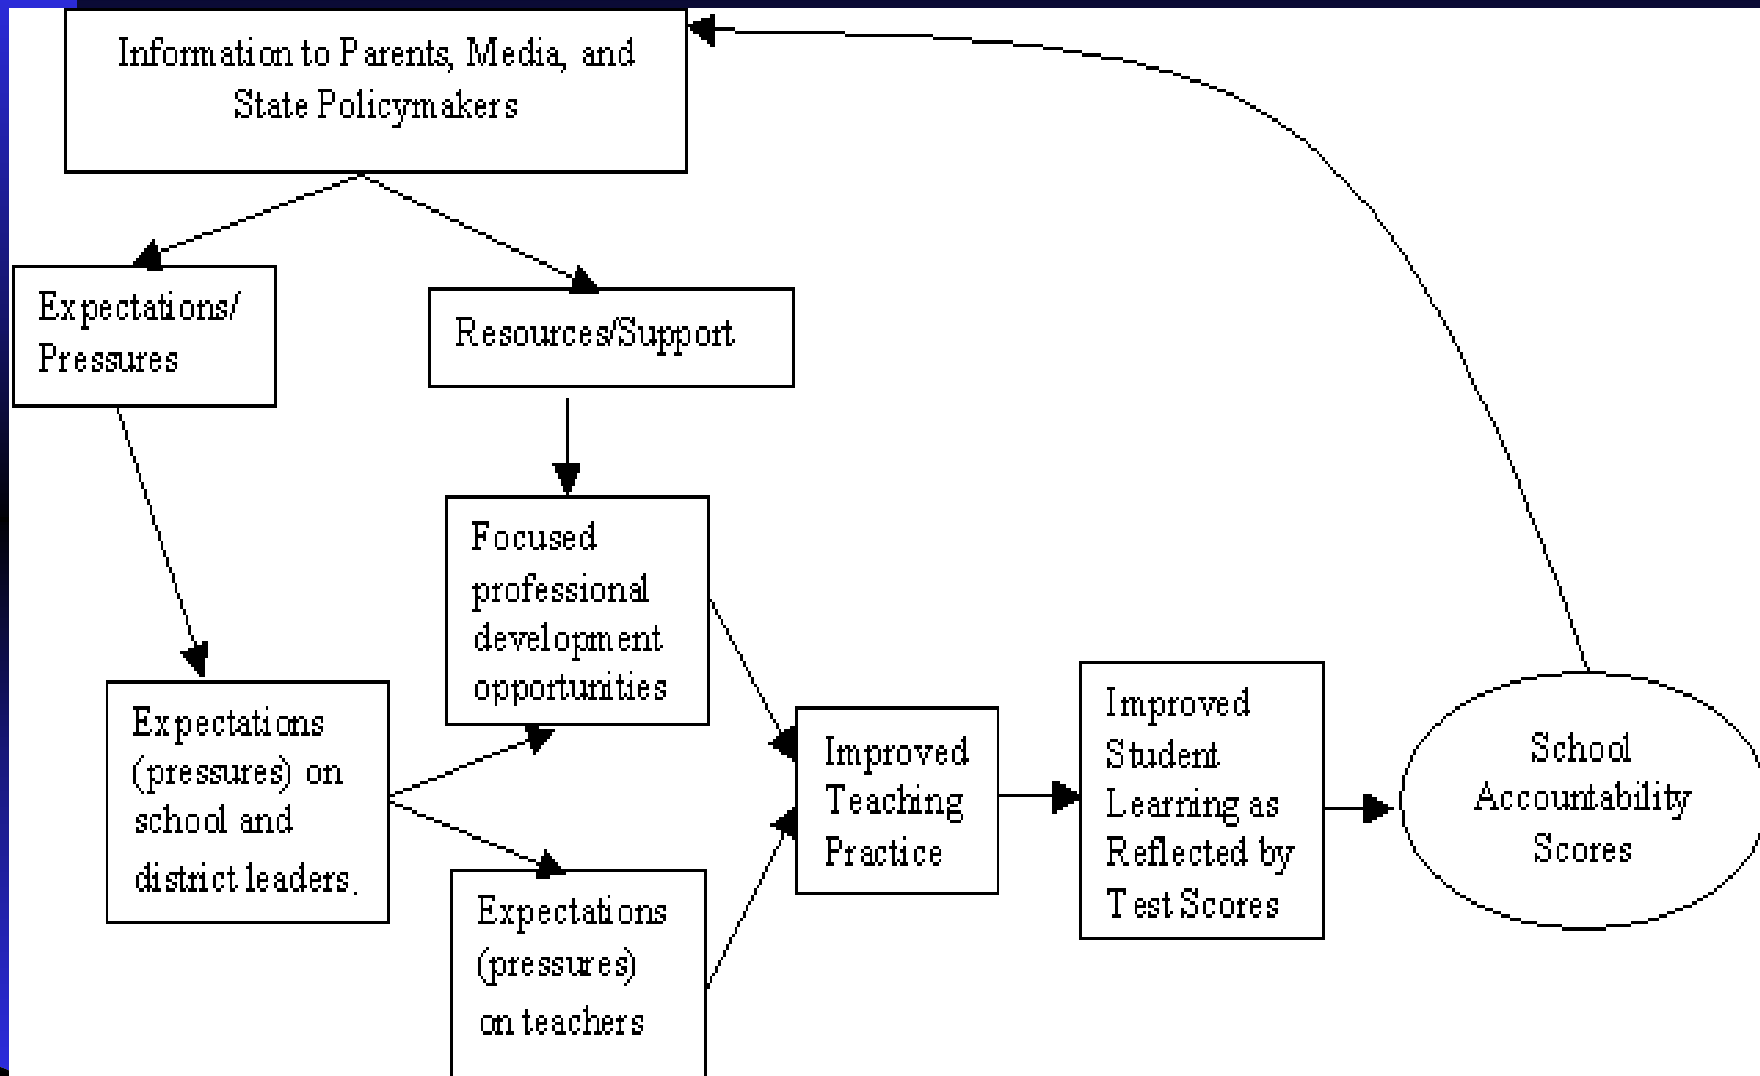 Information to Parents, Media, and
State Policymakers
Expectations/
Pressures
Resources/Support
Focused
professional
development
opportunities
Expectations
(pressures) on
school and
district leaders.
Expectations
(pressures)
on teachers
Improved
Teaching
Practice
Improved
Student
Learning as
Reflected by
Test Scores
School
Accountability
Scores